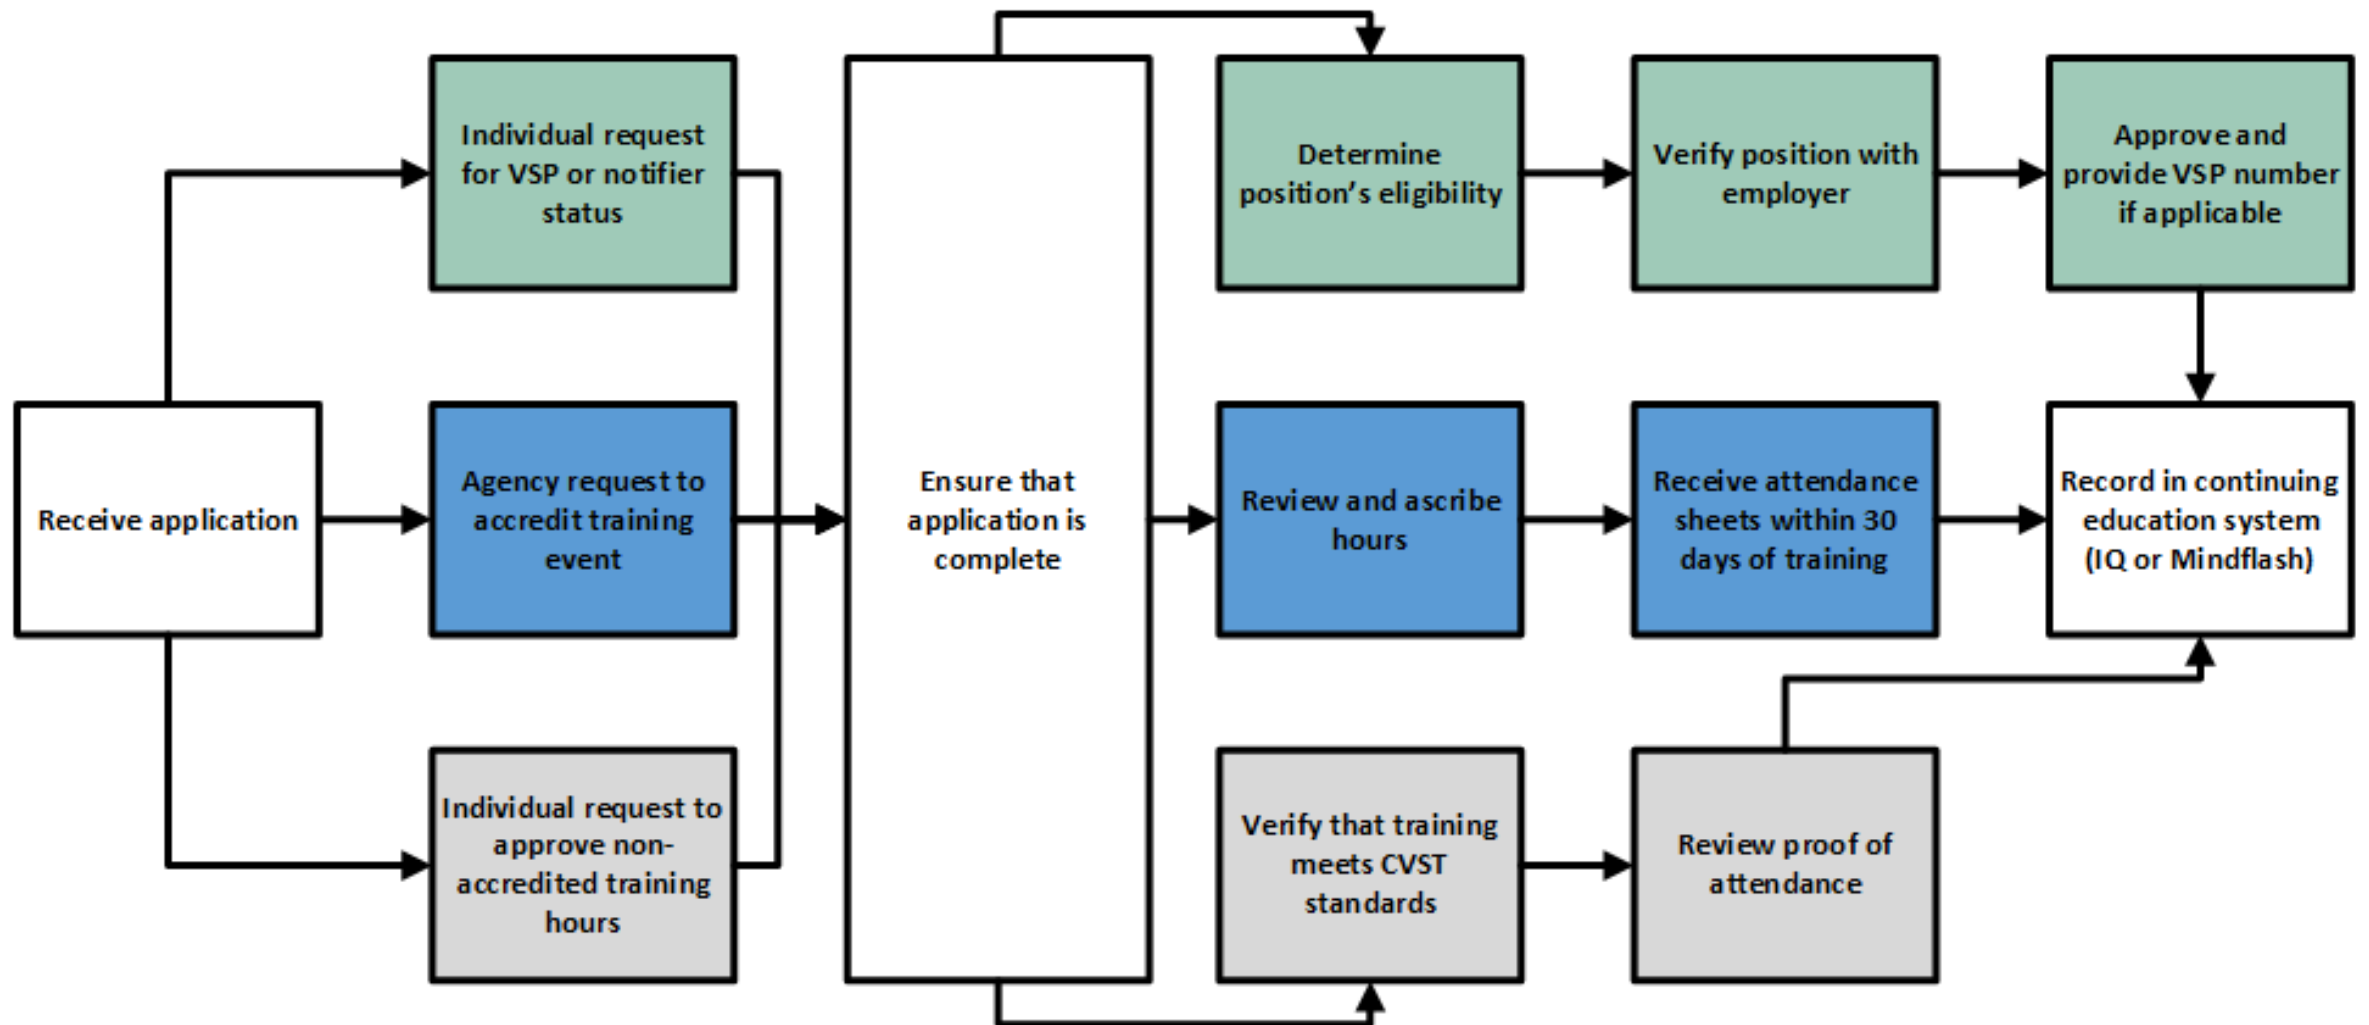 Individual request
for VSP or notifier
status
Determine
position's eligibility
Verify position with
employer
Approve and
provide VSP number
if applicable
Receive application
Agency request to
accredit training
event
Ensure that
application is
complete
Review and ascribe
hours
Receive attendance
sheets within 30
days of training
Record in continuing
education system
(IQ or Mindflash)
Individual request to
approve non-
accredited training
hours
Verify that training
meets CVST
standards
Review proof of
attendance